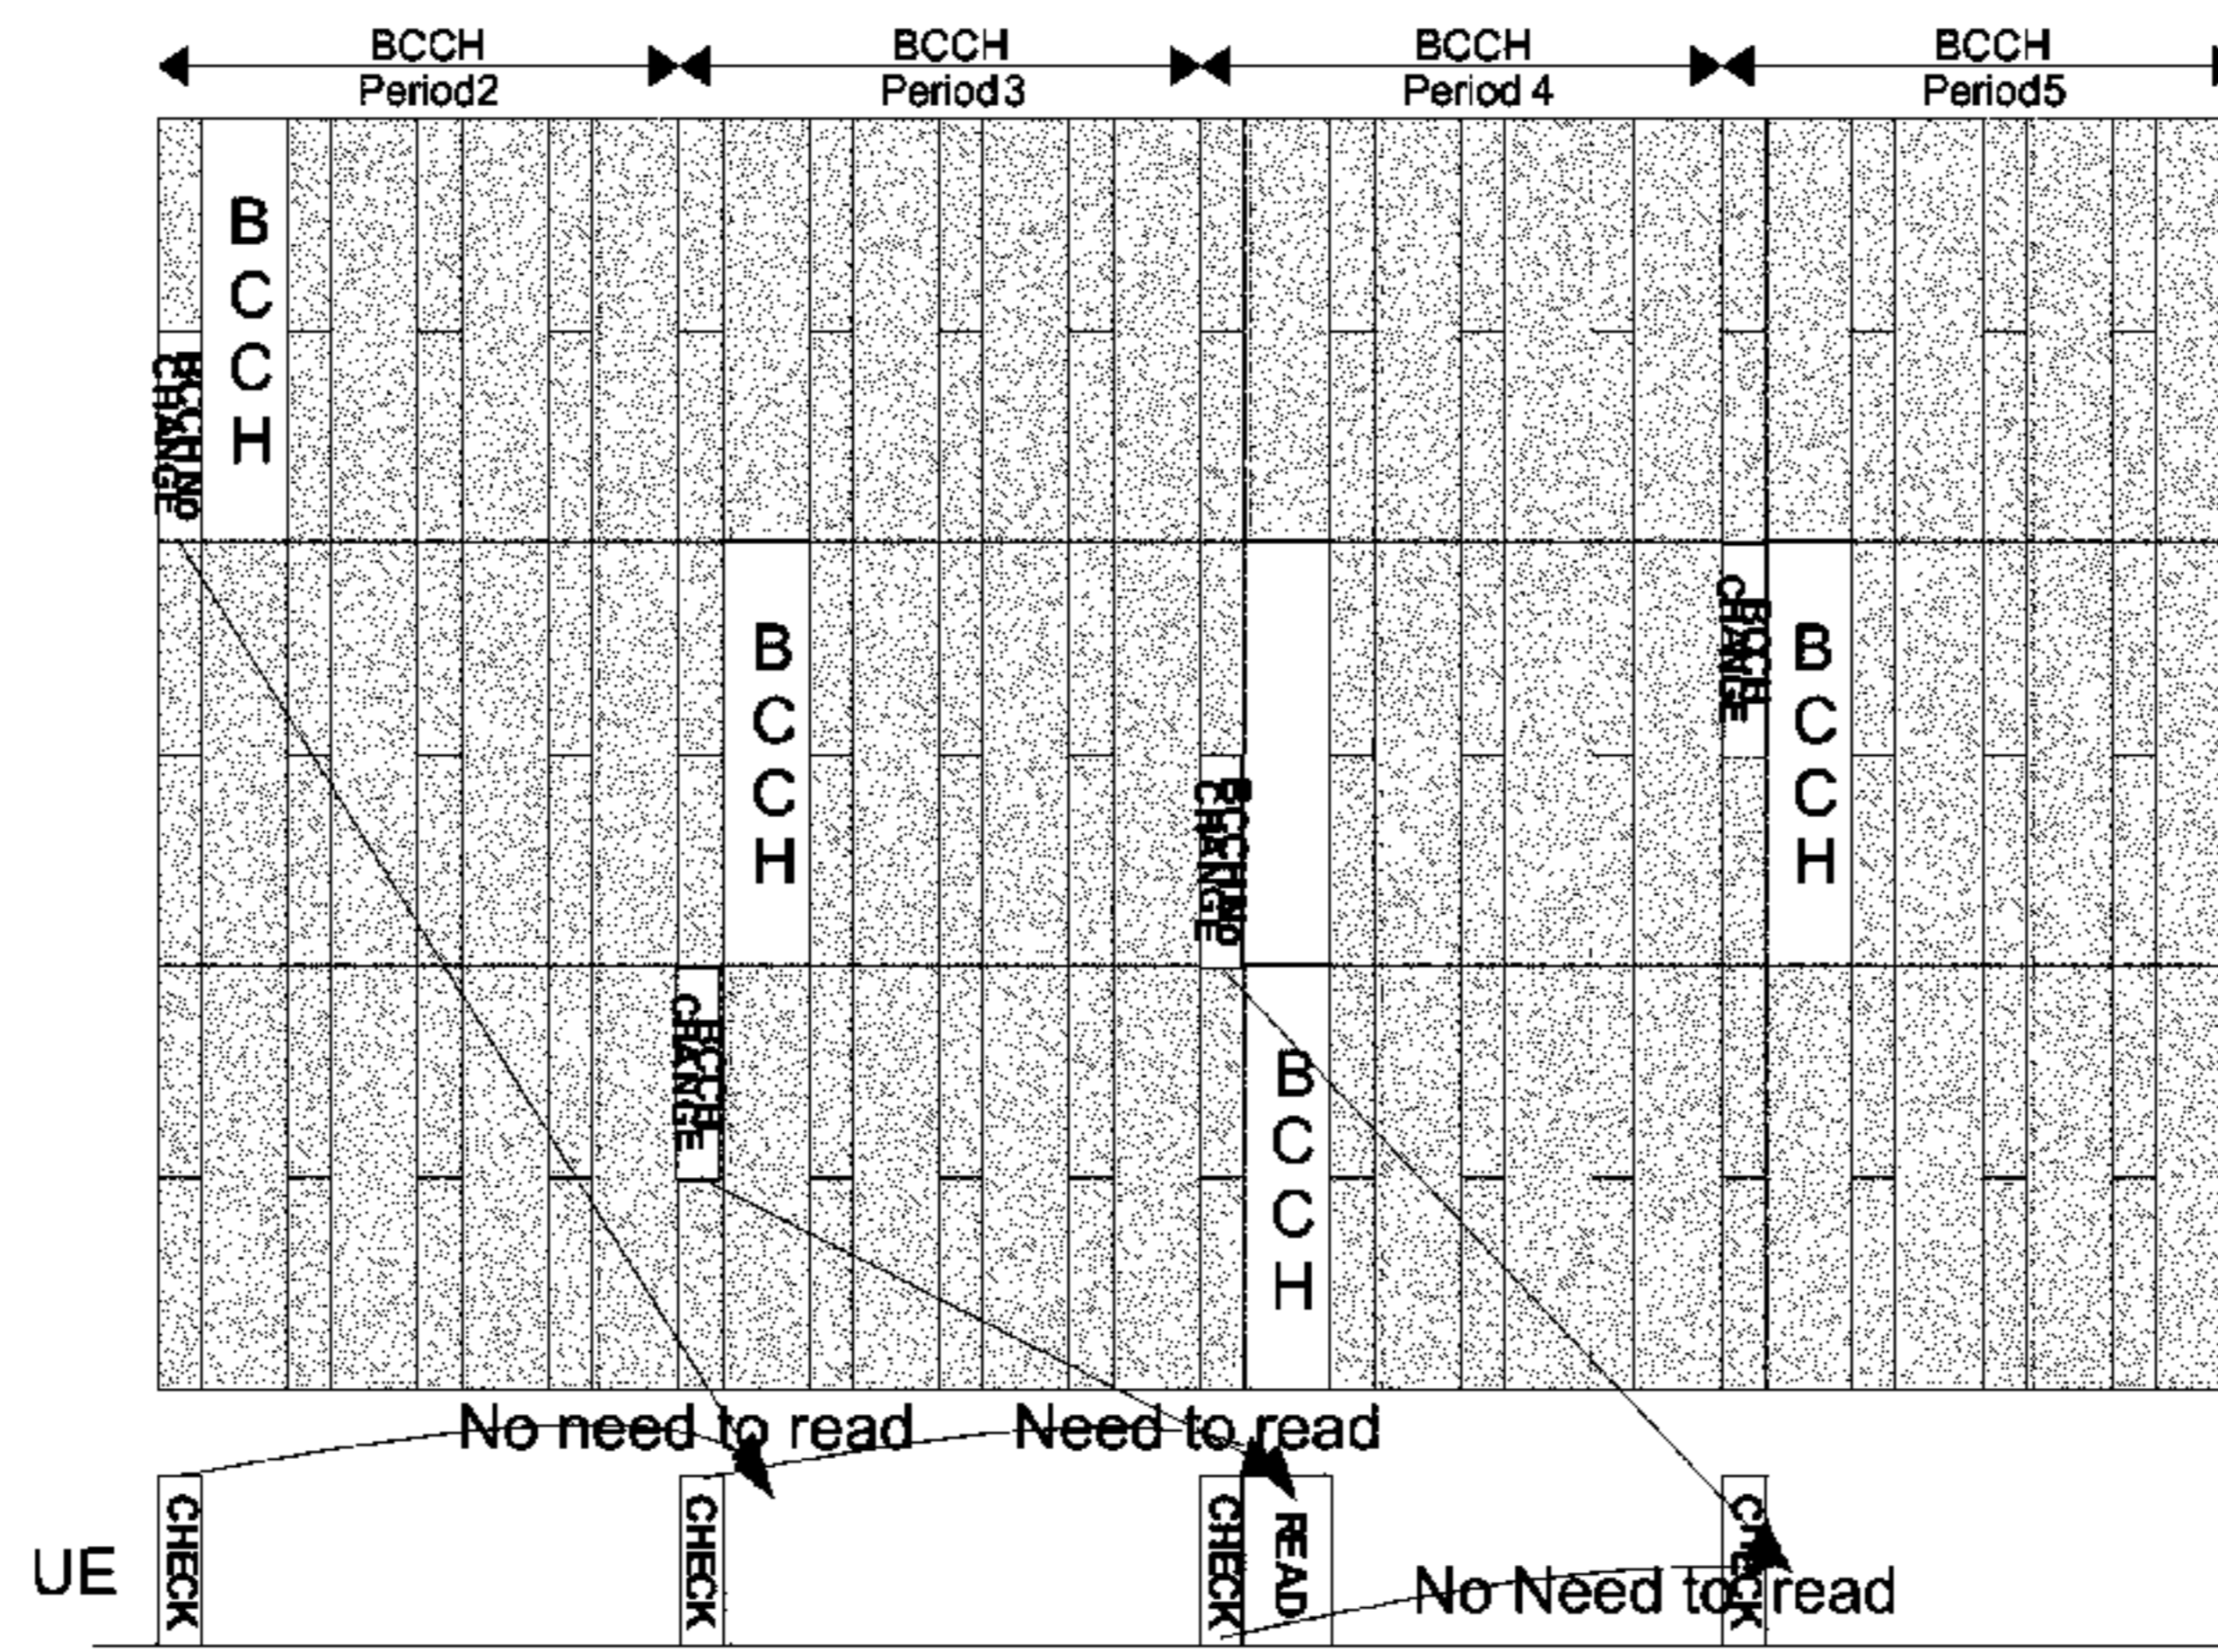 BCCH
Period2
BCCH
Period3
BCCH
Period 4
BCCH
Period5
BCCH
BCCH NO
CHANGE
BCCH
BCCH
CHANGE
BCCH NO
CHANGE
BCCH
CHANGE
BCCH
BCCH
No need to read
Need to read
UE
CHECK
CHECK
CHECK
READ
CHECK
No Need to read